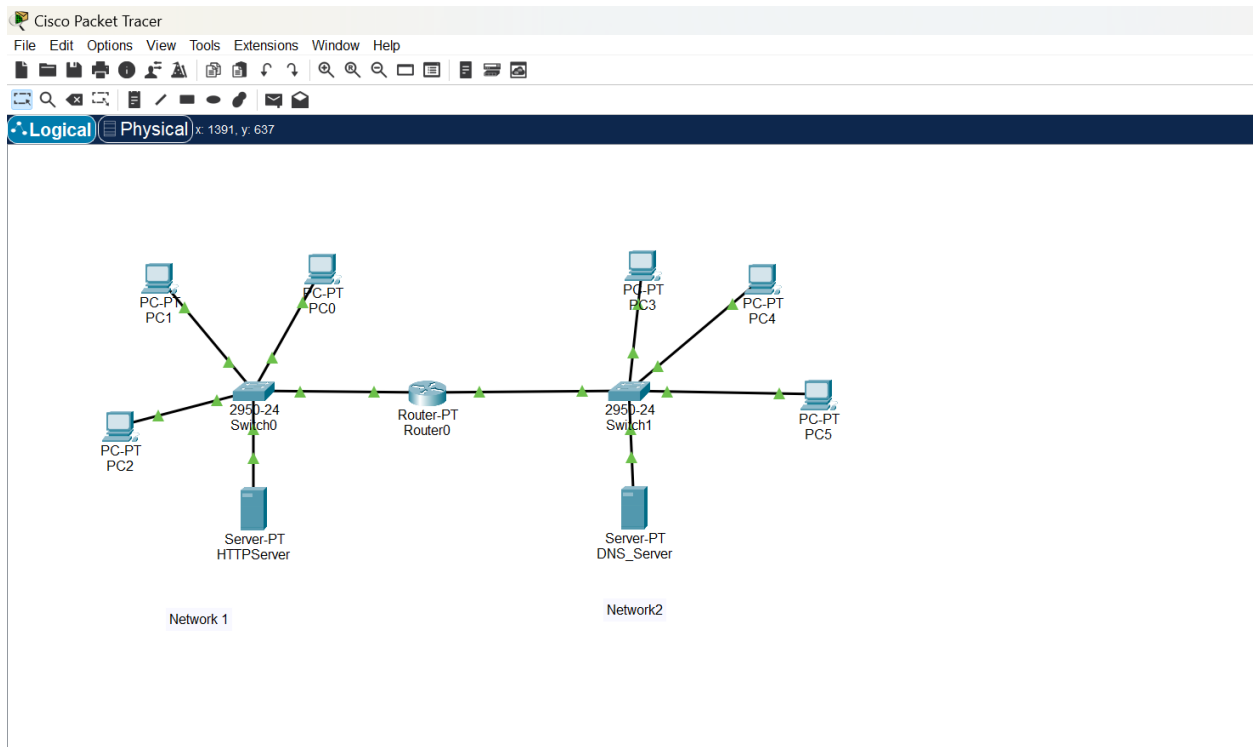 Cisco Packet Tracer
File Edit Options View Tools Extensions Window Help
Logical Physical x: 1391, y: 637
PC-PT
PC1
PC-PT
PC0
PC-PT
PC3
PC-PT
PC4
2950-24
Switch0
Router-PT
Router0
2950-24
Switch1
PC-PT
PC5
PC-PT
PC2
Server-PT
HTTPServer
Server-PT
DNS_Server
Network 1
Network2